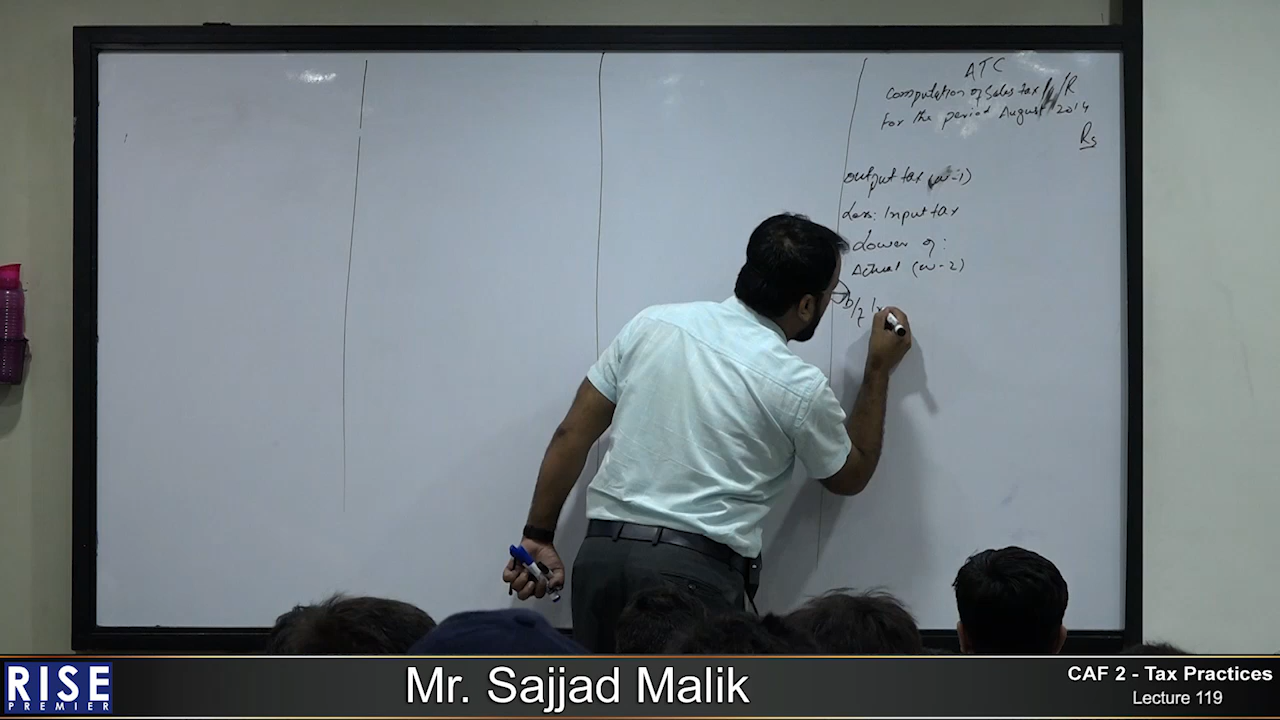 ATC
Computation of Sales tax /R
for the period August 2014
Rs
output tax (w-1)
Less: Input tax
Lower of:
Actual (w-2)
b/f
RISE
PREMIER
Mr. Sajjad Malik
CAF 2 - Tax Practices
Lecture 119